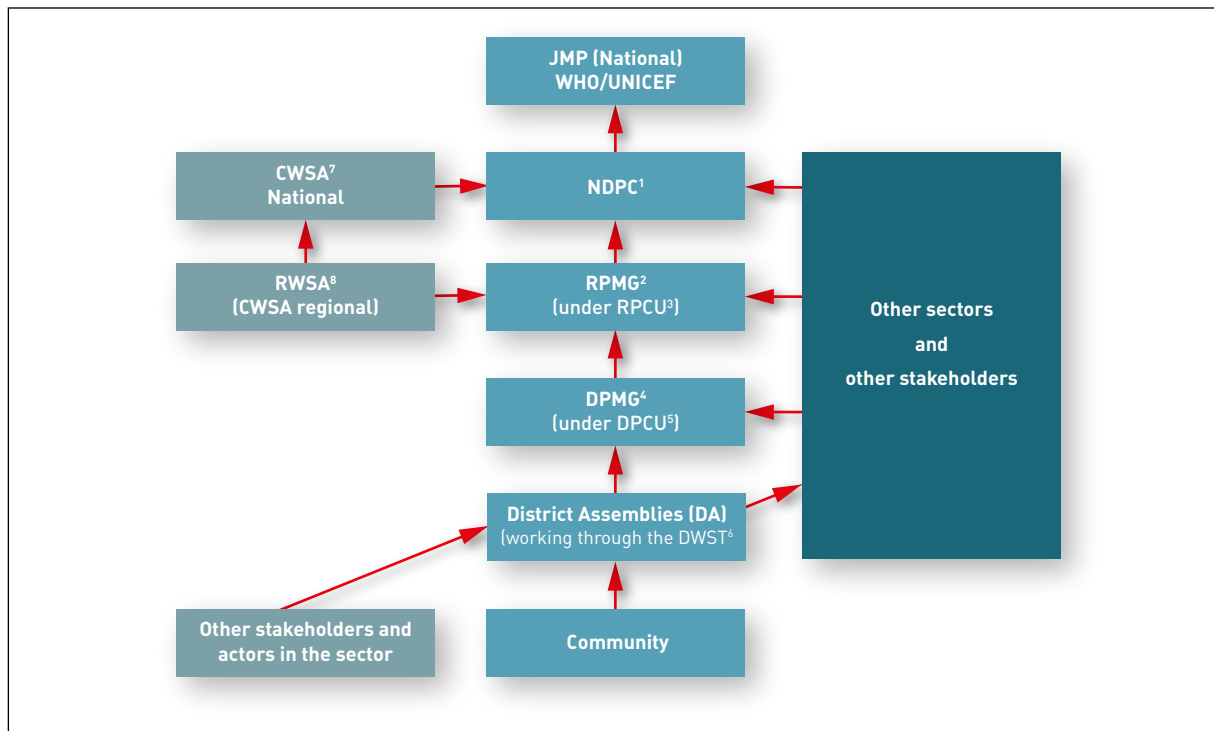 JMP (National)
WHO/UNICEF
CWSA⁷
National
NDPC¹
RWSA⁸
(CWSA regional)
RPMG²
(under RPCU³)
Other sectors
and
other stakeholders
DPMG⁴
(under DPCU⁵)
District Assemblies (DA)
(working through the DWST⁶
Other stakeholders and
actors in the sector
Community